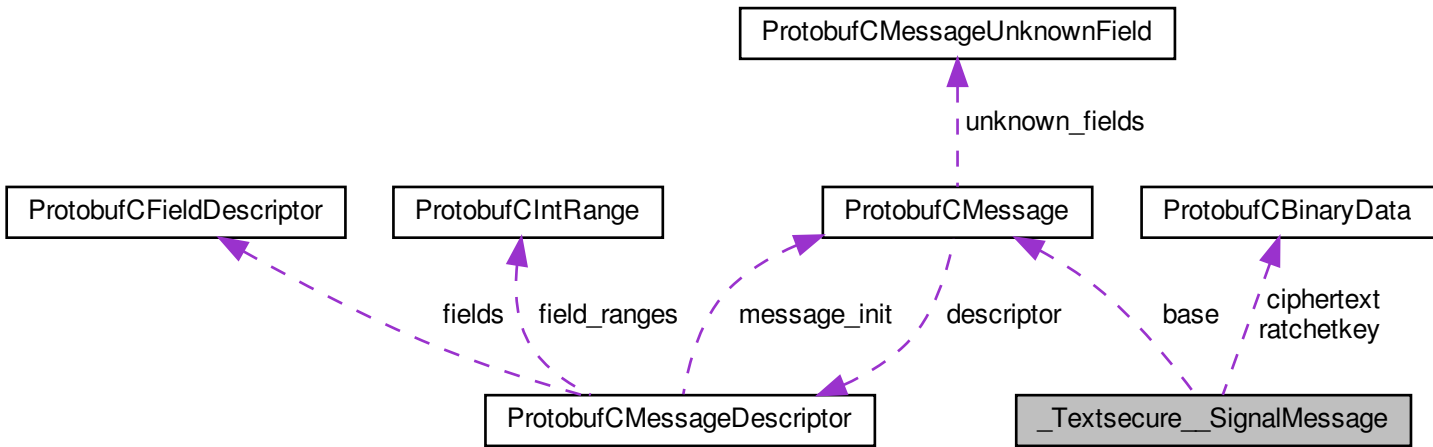 ProtobufCMessageUnknownField
unknown_fields
ProtobufCFieldDescriptor
ProtobufCIntRange
ProtobufCMessage
ProtobufCBinaryData
fields
field_ranges
message_init
descriptor
base
ciphertext
ratchetkey
ProtobufCMessageDescriptor
_Textsecure__SignalMessage